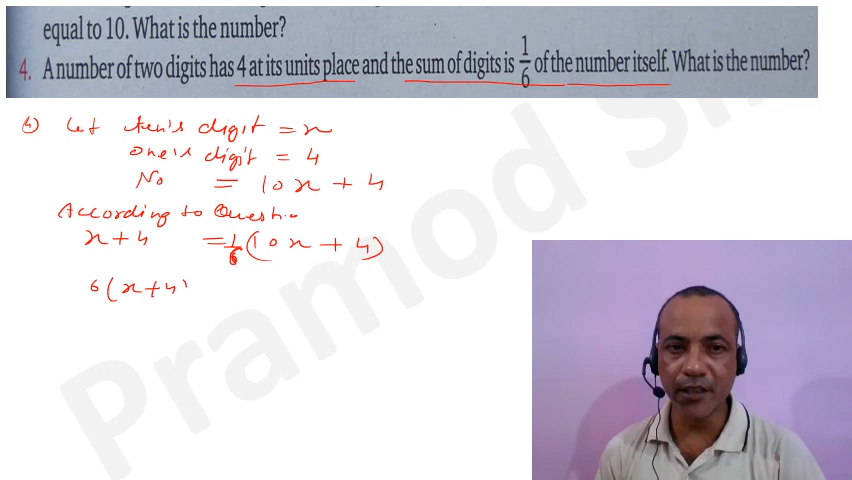 equal to 10. What is the number?
4. A number of two digits has 4 at its units place and the sum of digits is 1/6 of the number itself. What is the number?
4) Let ten's digit = x
one's digit = 4
No = 10x + 4
According to Questi..
x + 4 = 1/6 (10x + 4)
6(x+4)
Pramod S